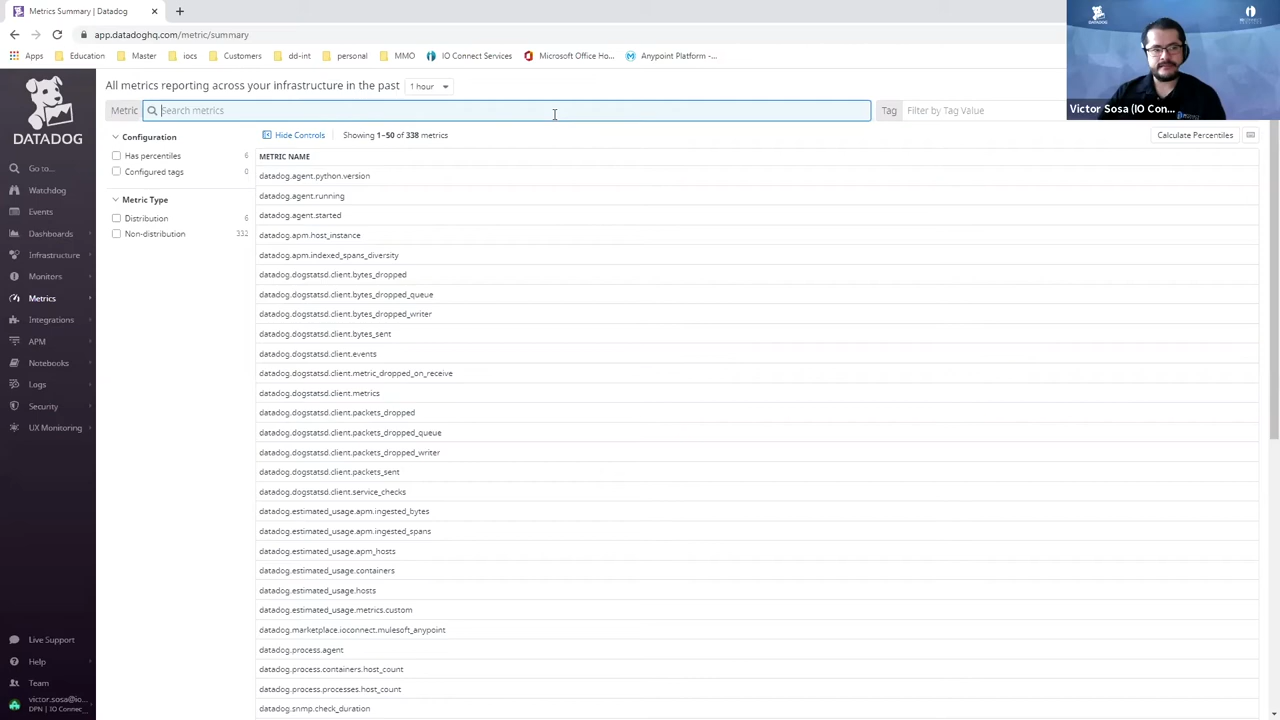 Metrics Summary | Datadog
app.datadoghq.com/metric/summary
Apps
Education
Master
iocs
Customers
dd-int
personal
MMO
IO Connect Services
Microsoft Office Ho...
Anypoint Platform -...
Victor Sosa (IO Con...
DATADOG
Go to...
Watchdog
Events
Dashboards
Infrastructure
Monitors
Metrics
Integrations
APM
Notebooks
Logs
Security
UX Monitoring
Live Support
Help
Team
victor.sosa@io...
DPN | IO Connec...
All metrics reporting across your infrastructure in the past 1 hour
Metric Search metrics
Tag Filter by Tag Value
Configuration
Has percentiles 6
Configured tags 0
Metric Type
Distribution 6
Non-distribution 332
Hide Controls Showing 1–50 of 338 metrics
Calculate Percentiles
METRIC NAME
datadog.agent.python.version
datadog.agent.running
datadog.agent.started
datadog.apm.host_instance
datadog.apm.indexed_spans_diversity
datadog.dogstatsd.client.bytes_dropped
datadog.dogstatsd.client.bytes_dropped_queue
datadog.dogstatsd.client.bytes_dropped_writer
datadog.dogstatsd.client.bytes_sent
datadog.dogstatsd.client.events
datadog.dogstatsd.client.metric_dropped_on_receive
datadog.dogstatsd.client.metrics
datadog.dogstatsd.client.packets_dropped
datadog.dogstatsd.client.packets_dropped_queue
datadog.dogstatsd.client.packets_dropped_writer
datadog.dogstatsd.client.packets_sent
datadog.dogstatsd.client.service_checks
datadog.estimated_usage.apm.ingested_bytes
datadog.estimated_usage.apm.ingested_spans
datadog.estimated_usage.apm_hosts
datadog.estimated_usage.containers
datadog.estimated_usage.hosts
datadog.estimated_usage.metrics.custom
datadog.marketplace.ioconnect.mulesoft_anypoint
datadog.process.agent
datadog.process.containers.host_count
datadog.process.processes.host_count
datadog.snmp.check_duration